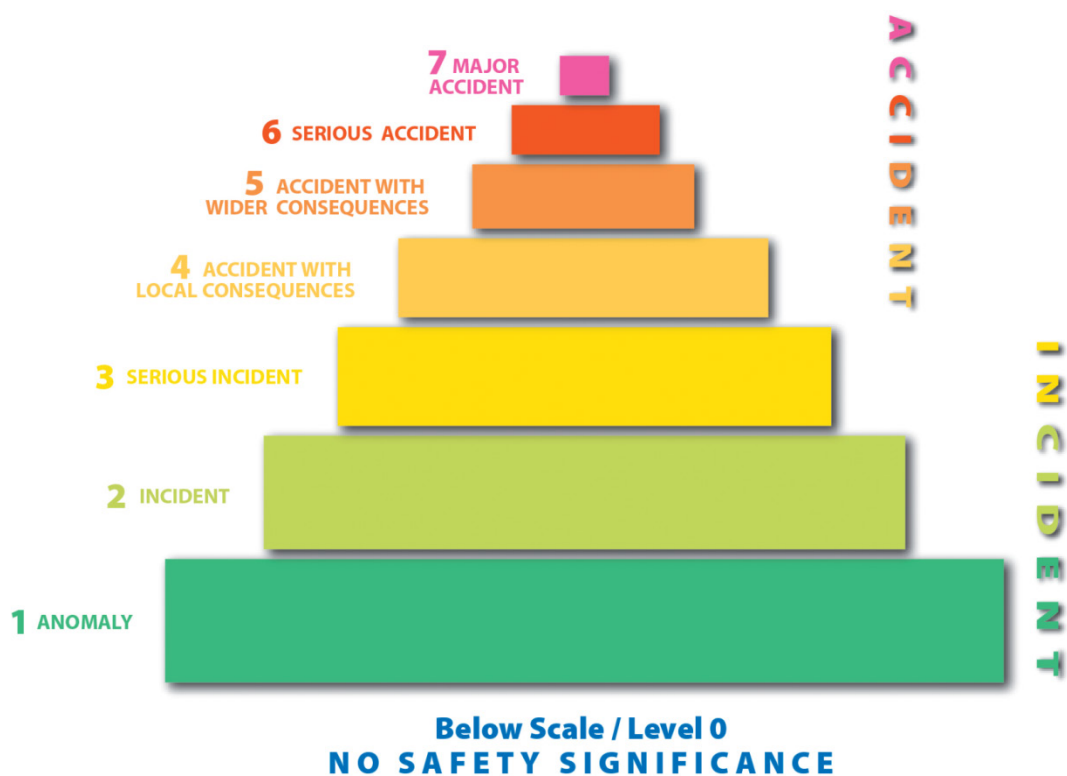 7 MAJOR
ACCIDENT
6 SERIOUS ACCIDENT
5 ACCIDENT WITH
WIDER CONSEQUENCES
4 ACCIDENT WITH
LOCAL CONSEQUENCES
3 SERIOUS INCIDENT
2 INCIDENT
1 ANOMALY
ACCIDENT
INCIDENT
Below Scale / Level 0
NO SAFETY SIGNIFICANCE